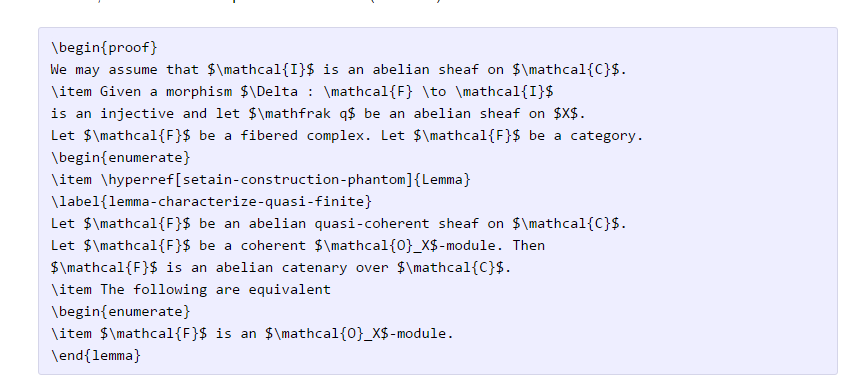 \begin{proof}
We may assume that $\mathcal{I}$ is an abelian sheaf on $\mathcal{C}$.
\item Given a morphism $\Delta : \mathcal{F} \to \mathcal{I}$
is an injective and let $\mathfrak q$ be an abelian sheaf on $X$.
Let $\mathcal{F}$ be a fibered complex. Let $\mathcal{F}$ be a category.
\begin{enumerate}
\item \hyperref[setain-construction-phantom]{Lemma}
\label{lemma-characterize-quasi-finite}
Let $\mathcal{F}$ be an abelian quasi-coherent sheaf on $\mathcal{C}$.
Let $\mathcal{F}$ be a coherent $\mathcal{O}_X$-module. Then
$\mathcal{F}$ is an abelian catenary over $\mathcal{C}$.
\item The following are equivalent
\begin{enumerate}
\item $\mathcal{F}$ is an $\mathcal{O}_X$-module.
\end{lemma}